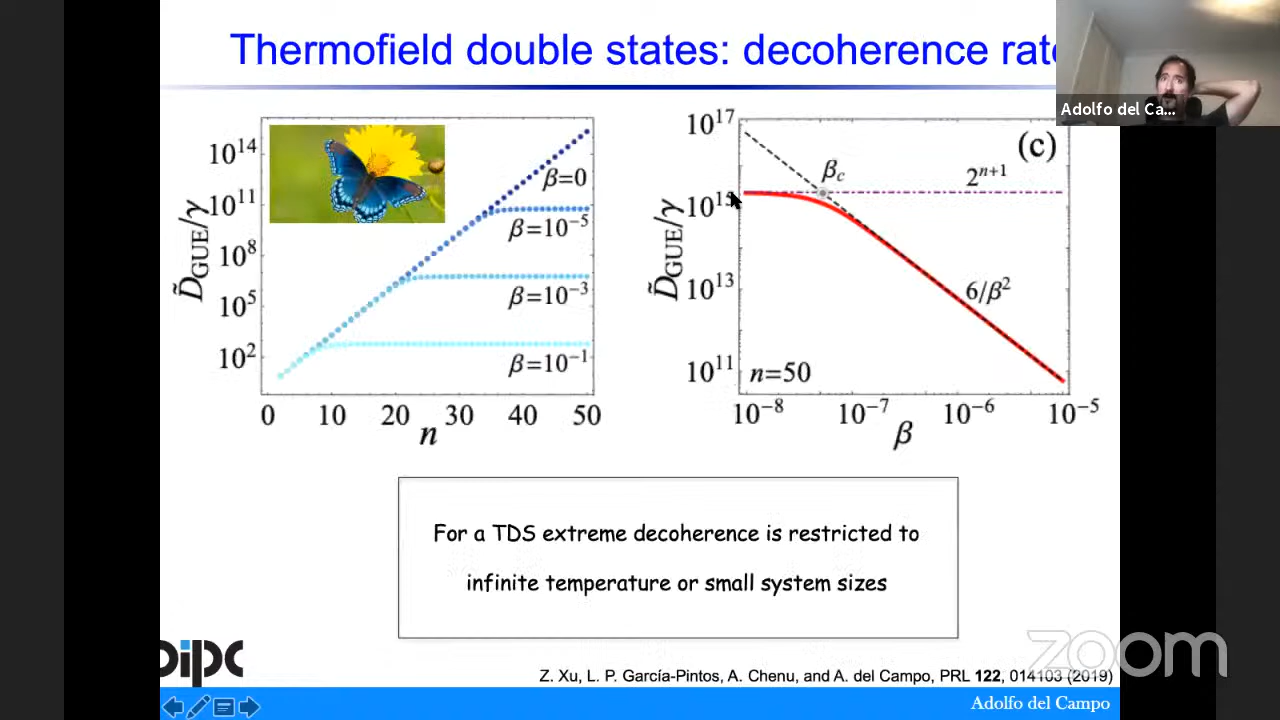 Thermofield double states: decoherence rate
Adolfo del Ca...
10^14
10^11
10^8
10^5
10^2
D̃_GUE/γ
β=0
β=10^-5
β=10^-3
β=10^-1
0 10 20 30 40 50
n
10^17
10^15
10^13
10^11
D̃_GUE/γ
(c)
β_c
2^{n+1}
6/β^2
n=50
10^-8 10^-7 10^-6 10^-5
β
For a TDS extreme decoherence is restricted to
infinite temperature or small system sizes
dipc
zoom
Z. Xu, L. P. García-Pintos, A. Chenu, and A. del Campo, PRL 122, 014103 (2019)
Adolfo del Campo